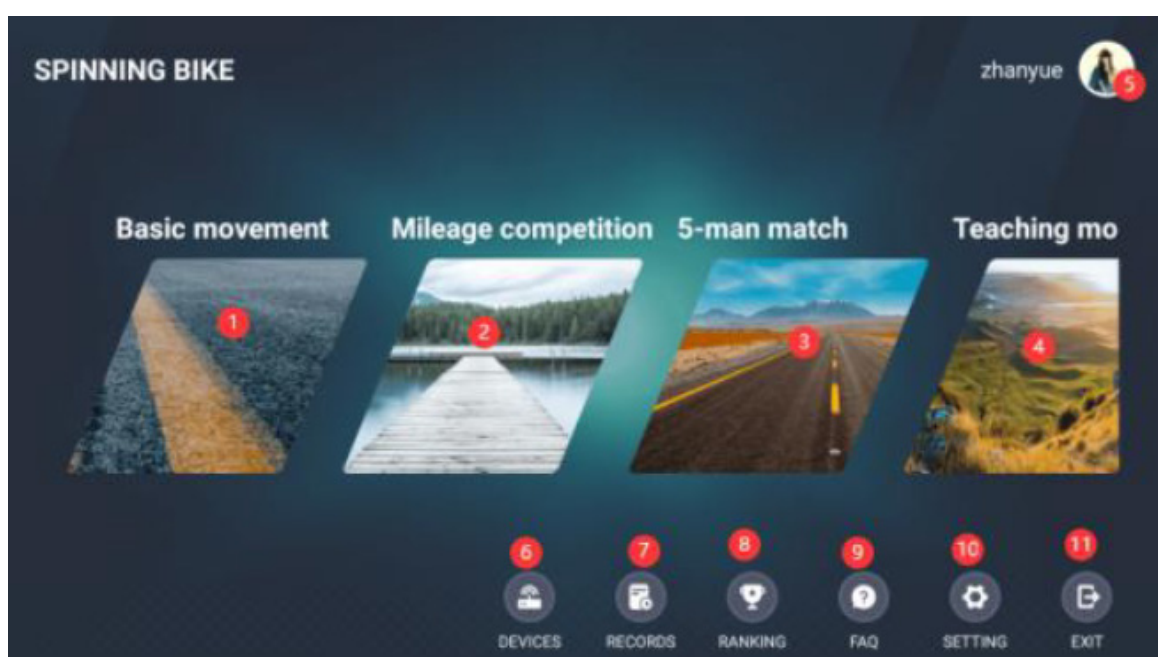 SPINNING BIKE
zhanyue
5
Basic movement
Mileage competition
5-man match
Teaching mo
1
2
3
4
6
7
8
9
10
11
DEVICES
RECORDS
RANKING
FAQ
SETTING
EXIT